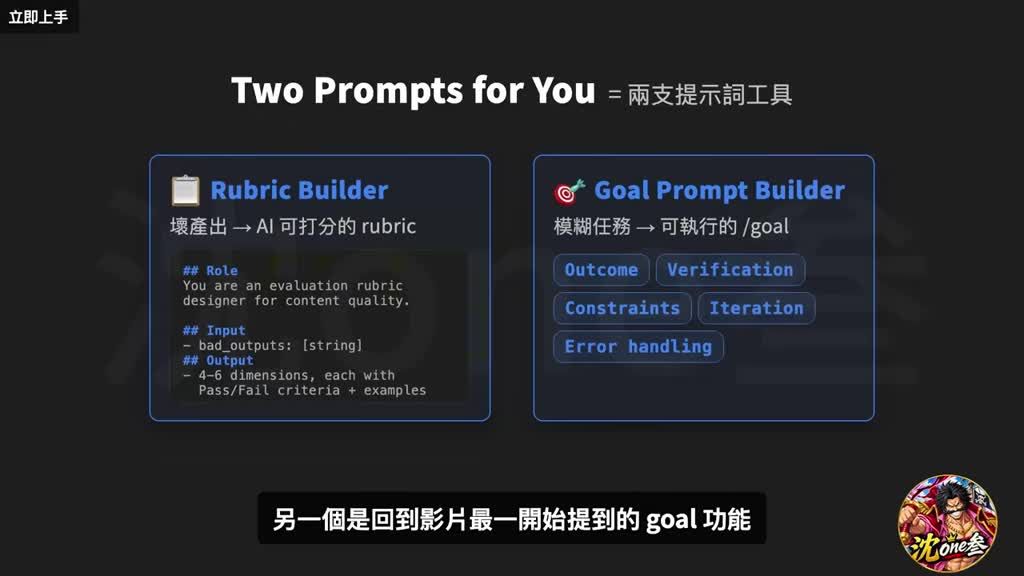 立即上手
Two Prompts for You = 兩支提示詞工具
Rubric Builder
壞產出 → AI 可打分的 rubric
## Role
You are an evaluation rubric
designer for content quality.
## Input
- bad_outputs: [string]
## Output
- 4-6 dimensions, each with
Pass/Fail criteria + examples
Goal Prompt Builder
模糊任務 → 可執行的 /goal
Outcome Verification
Constraints Iteration
Error handling
另一個是回到影片最一開始提到的 goal 功能
沈one叁